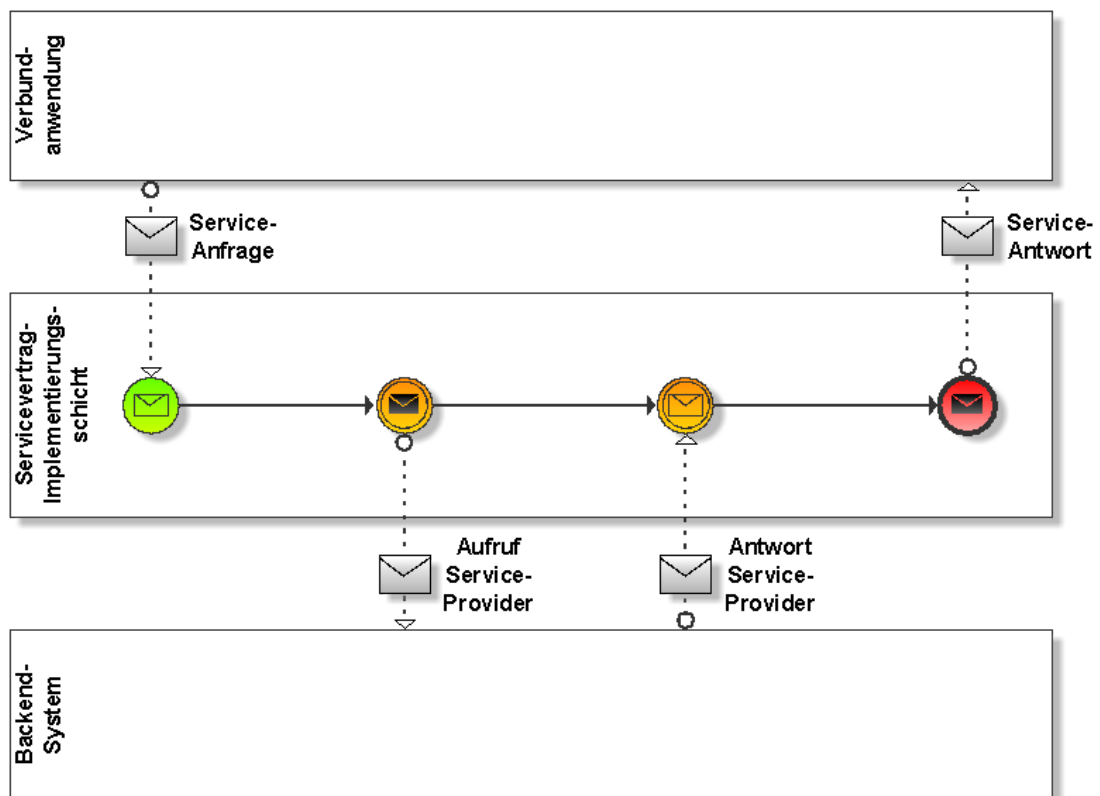 Verbund-
anwendung
Service-
Anfrage
Service-
Antwort
Servicevertrag-
Implementierungs-
schicht
Aufruf
Service-
Provider
Antwort
Service-
Provider
Backend-
System